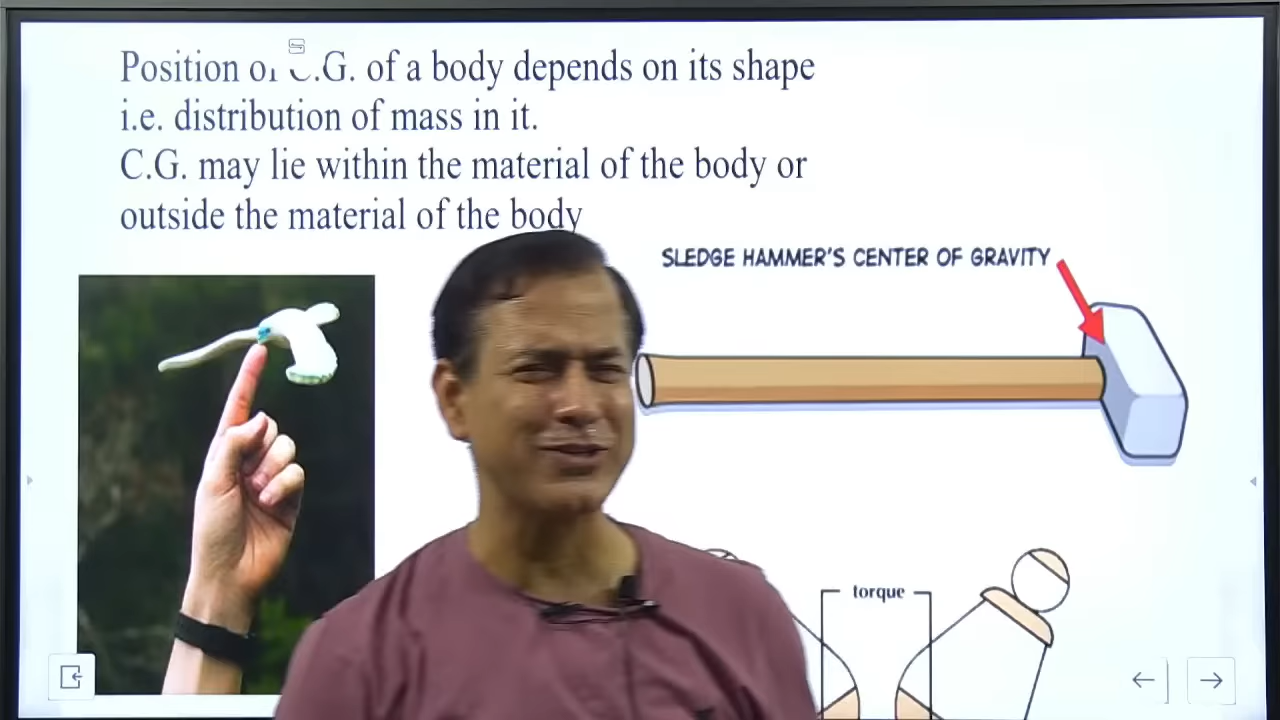 Position of C.G. of a body depends on its shape
i.e. distribution of mass in it.
C.G. may lie within the material of the body or
outside the material of the body
SLEDGE HAMMER'S CENTER OF GRAVITY
torque